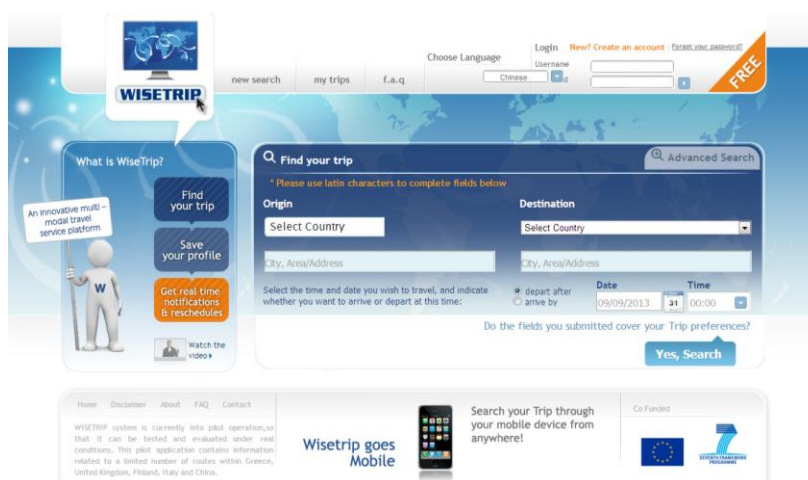 WISETRIP
new search
my trips
f.a.q
Choose Language
Chinese
Login
New? Create an account
Forgot your password?
Username
d
FREE
What is WiseTrip?
An innovative multi –
modal travel
service platform
W
Find
your trip
Save
your profile
Get real time
notifications
& reschedules
Watch the
video
Find your trip
Advanced Search
* Please use latin characters to complete fields below
Origin
Select Country
City, Area/Address
Destination
Select Country
City, Area/Address
Select the time and date you wish to travel, and indicate
whether you want to arrive or depart at this time:
depart after
arrive by
Date
09/09/2013
31
Time
00:00
Do the fields you submitted cover your Trip preferences?
Yes, Search
Home Disclaimer About FAQ Contact
WISETRIP system is currently into pilot operation,so
that it can be tested and evaluated under real
conditions. This pilot application contains information
related to a limited number of routes within Greece,
United Kingdom, Finland, Italy and China.
Wisetrip goes
Mobile
Search your Trip through
your mobile device from
anywhere!
Co Funded
SEVENTH FRAMEWORK
PROGRAMME